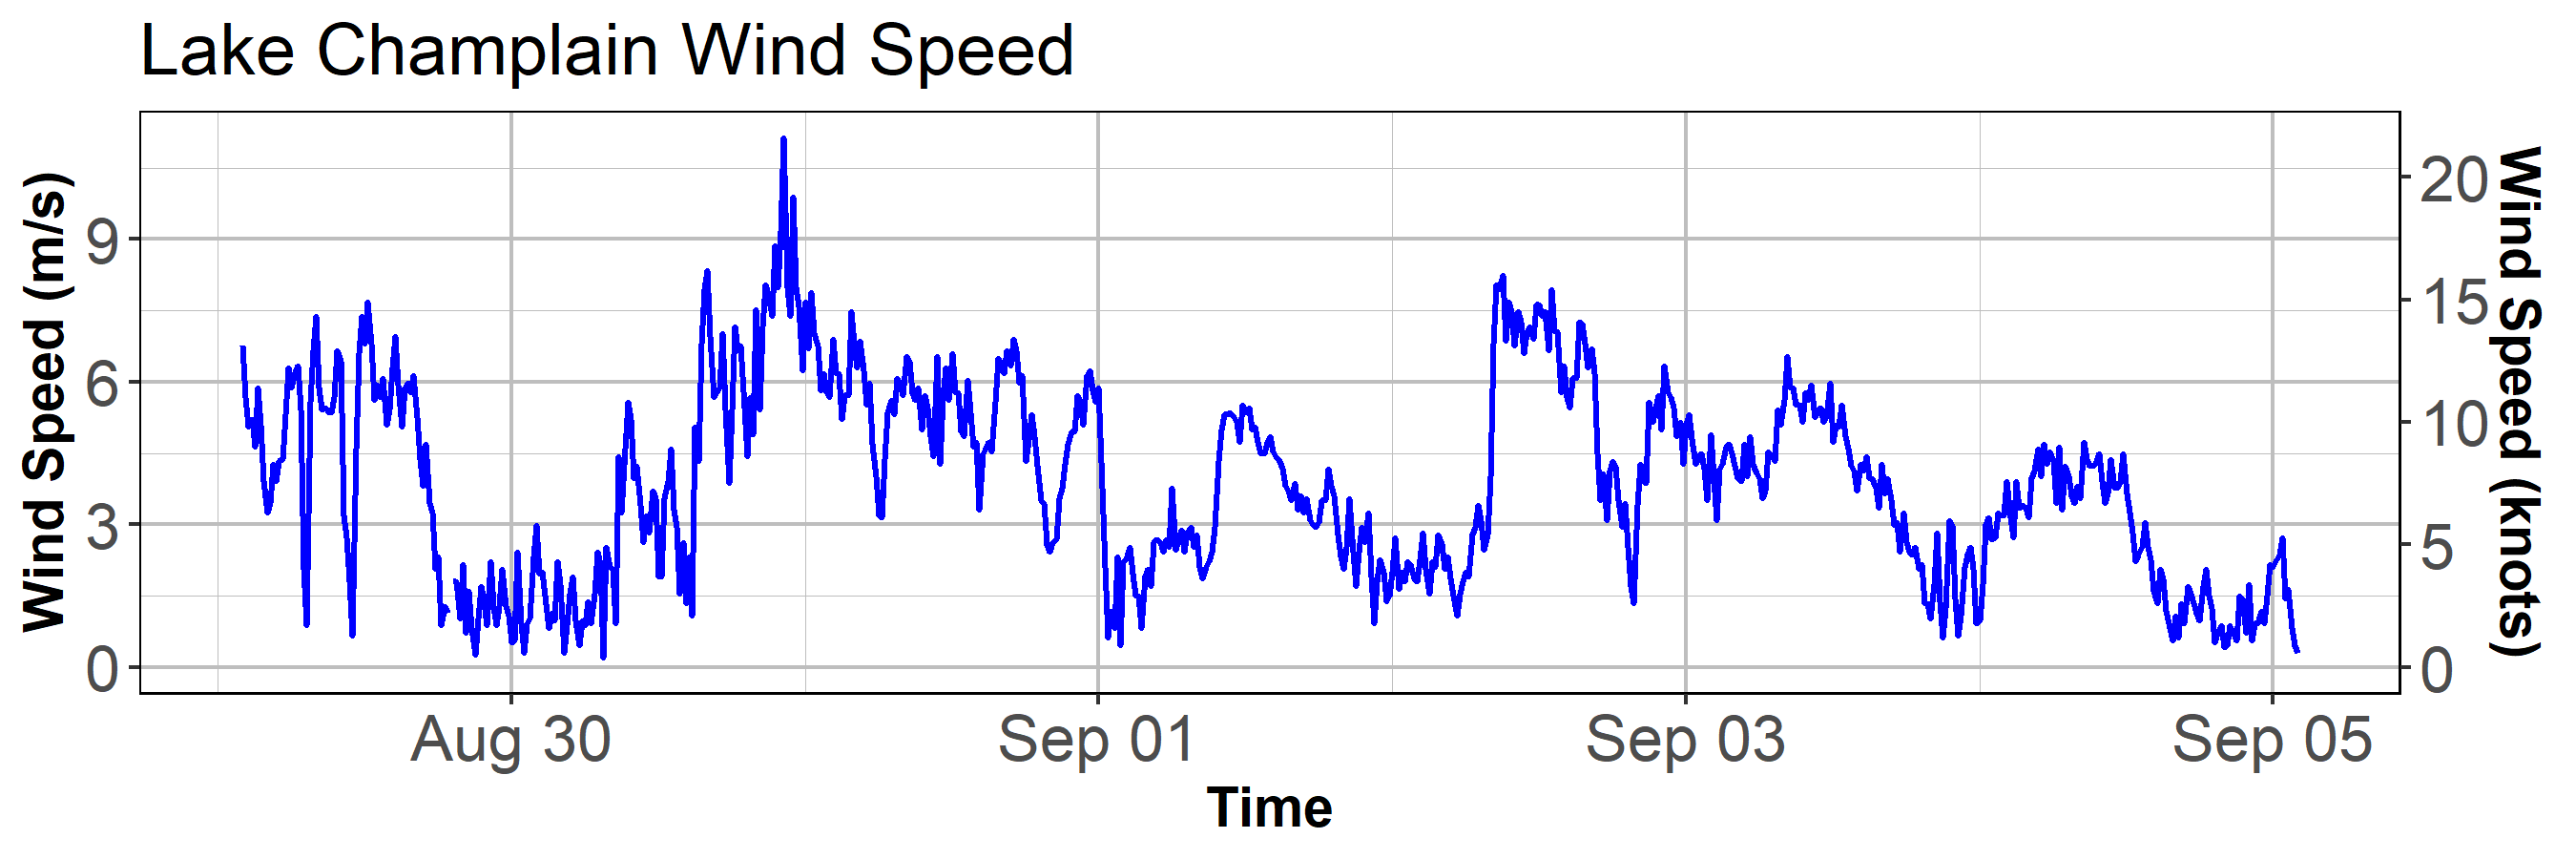 Lake Champlain Wind Speed
Wind Speed (m/s)
9
6
3
0
20
15
10
5
0
Wind Speed (knots)
Aug 30
Sep 01
Sep 03
Sep 05
Time